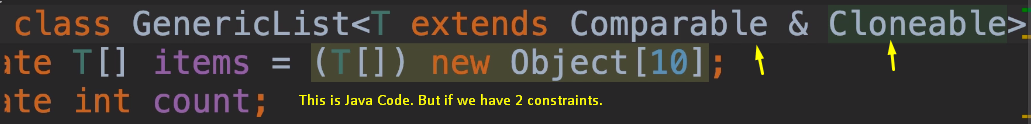 class GenericList<T extends Comparable & Cloneable>
ate T[] items = (T[]) new Object[10];
ate int count; This is Java Code. But if we have 2 constraints.